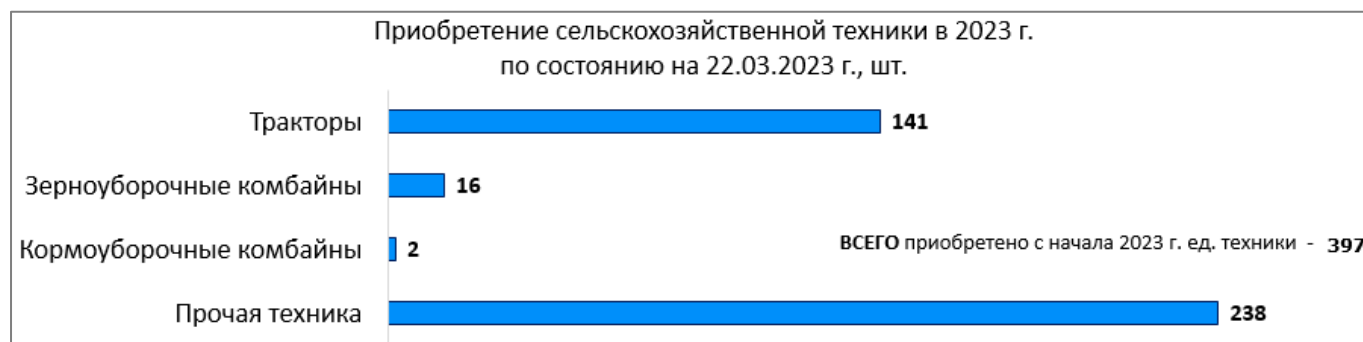 Приобретение сельскохозяйственной техники в 2023 г.
по состоянию на 22.03.2023 г., шт.
Тракторы 141
Зерноуборочные комбайны 16
Кормоуборочные комбайны 2
ВСЕГО приобретено с начала 2023 г. ед. техники - 397
Прочая техника 238